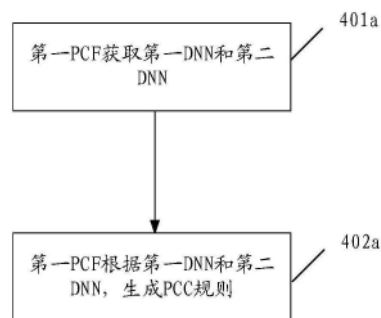 401a
第一PCF获取第一DNN和第二
DNN
402a
第一PCF根据第一DNN和第二
DNN, 生成PCC规则